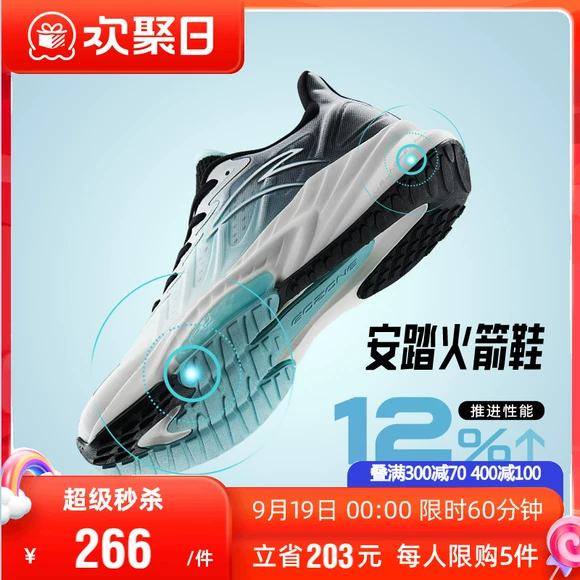 欢聚日
安踏火箭鞋
推进性能
12%↑
叠满300减70 400减100
超级秒杀
¥ 266 /件
9月19日 00:00 限时60分钟
立省203元 每人限购5件